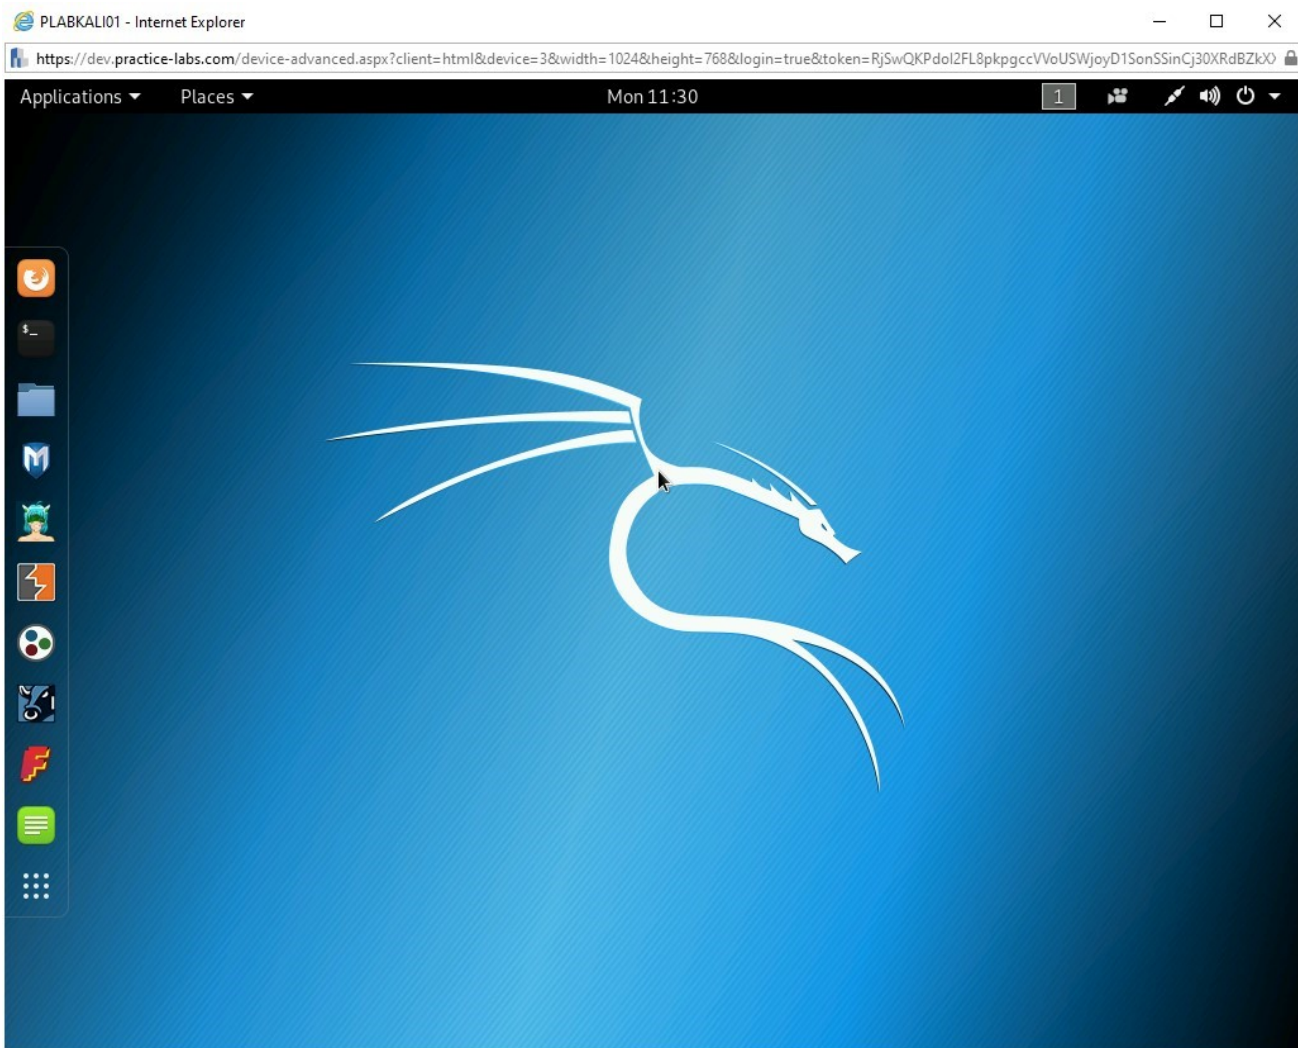 PLABKALI01 - Internet Explorer
https://dev.practice-labs.com/device-advanced.aspx?client=html&device=3&width=1024&height=768&login=true&token=RjSwQKPdol2FL8pkpgccVVoUSWjoyD1SonSSinCj30XRdBZkX
Applications Places Mon 11:30 1
$_